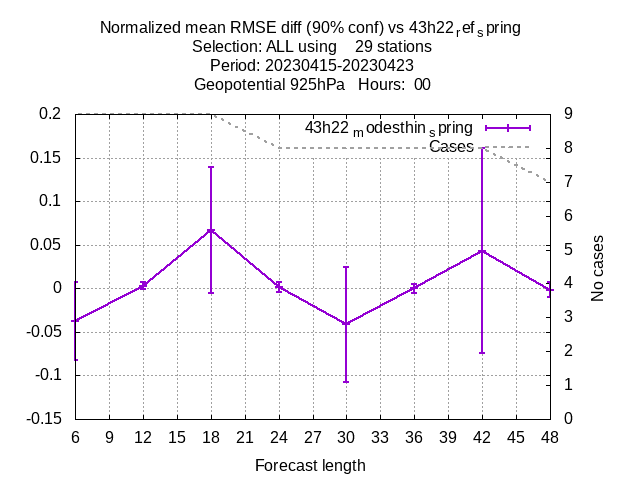 Normalized mean RMSE diff (90% conf) vs 43h22refspring
Selection: ALL using 29 stations
Period: 20230415-20230423
Geopotential 925hPa Hours: 00
43h22modesthinspring
Cases
0.2
0.15
0.1
0.05
0
-0.05
-0.1
-0.15
9
8
7
6
5
4
3
2
1
0
No cases
6 9 12 15 18 21 24 27 30 33 36 39 42 45 48
Forecast length